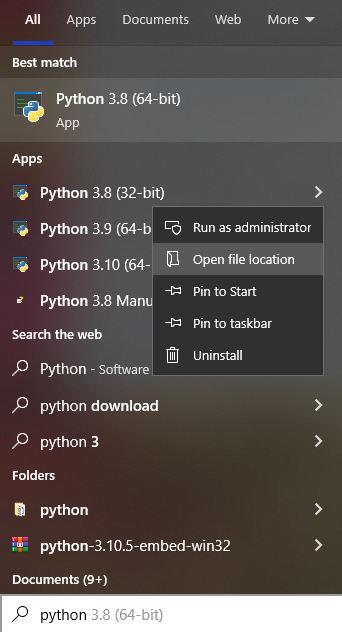 All Apps Documents Web More
Best match
Python 3.8 (64-bit)
App
Apps
Python 3.8 (32-bit)
Python 3.9 (64-b
Python 3.10 (64-
Python 3.8 Manu
Run as administrator
Open file location
Pin to Start
Pin to taskbar
Uninstall
Search the web
Python - Software
python download
python 3
Folders
python
python-3.10.5-embed-win32
Documents (9+)
python 3.8 (64-bit)